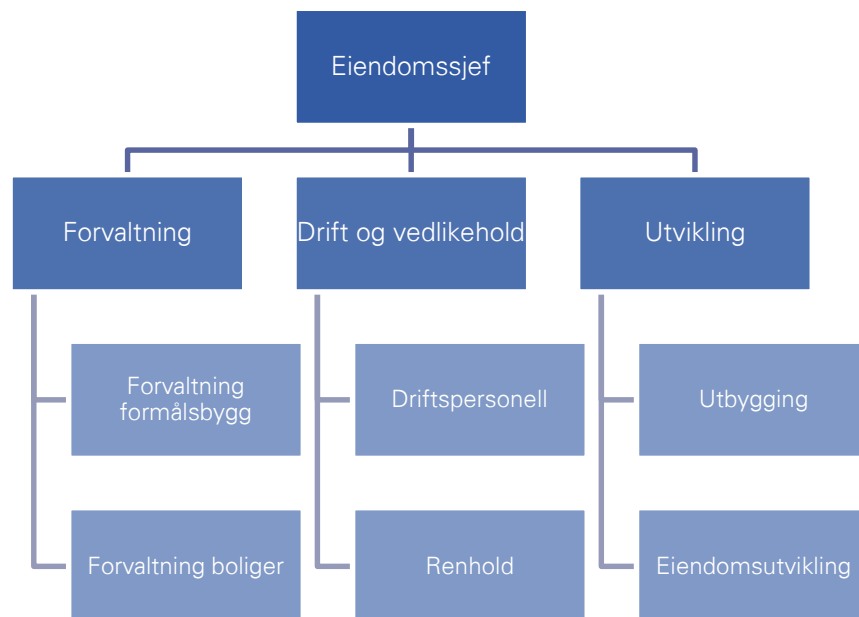 Eiendomssjef
Forvaltning
Drift og vedlikehold
Utvikling
Forvaltning
formålsbygg
Driftspersonell
Utbygging
Forvaltning boliger
Renhold
Eiendomsutvikling